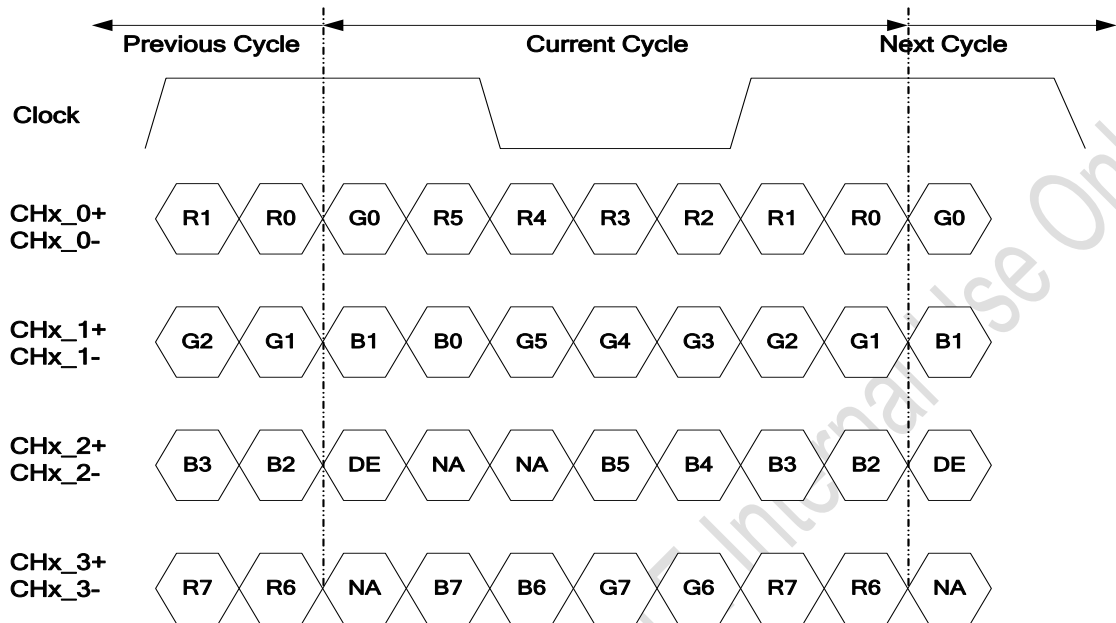 Previous Cycle Current Cycle Next Cycle
Clock
CHx_0+
CHx_0-
R1 R0 G0 R5 R4 R3 R2 R1 R0 G0
CHx_1+
CHx_1-
G2 G1 B1 B0 G5 G4 G3 G2 G1 B1
CHx_2+
CHx_2-
B3 B2 DE NA NA B5 B4 B3 B2 DE
CHx_3+
CHx_3-
R7 R6 NA B7 B6 G7 G6 R7 R6 NA
Internal Use